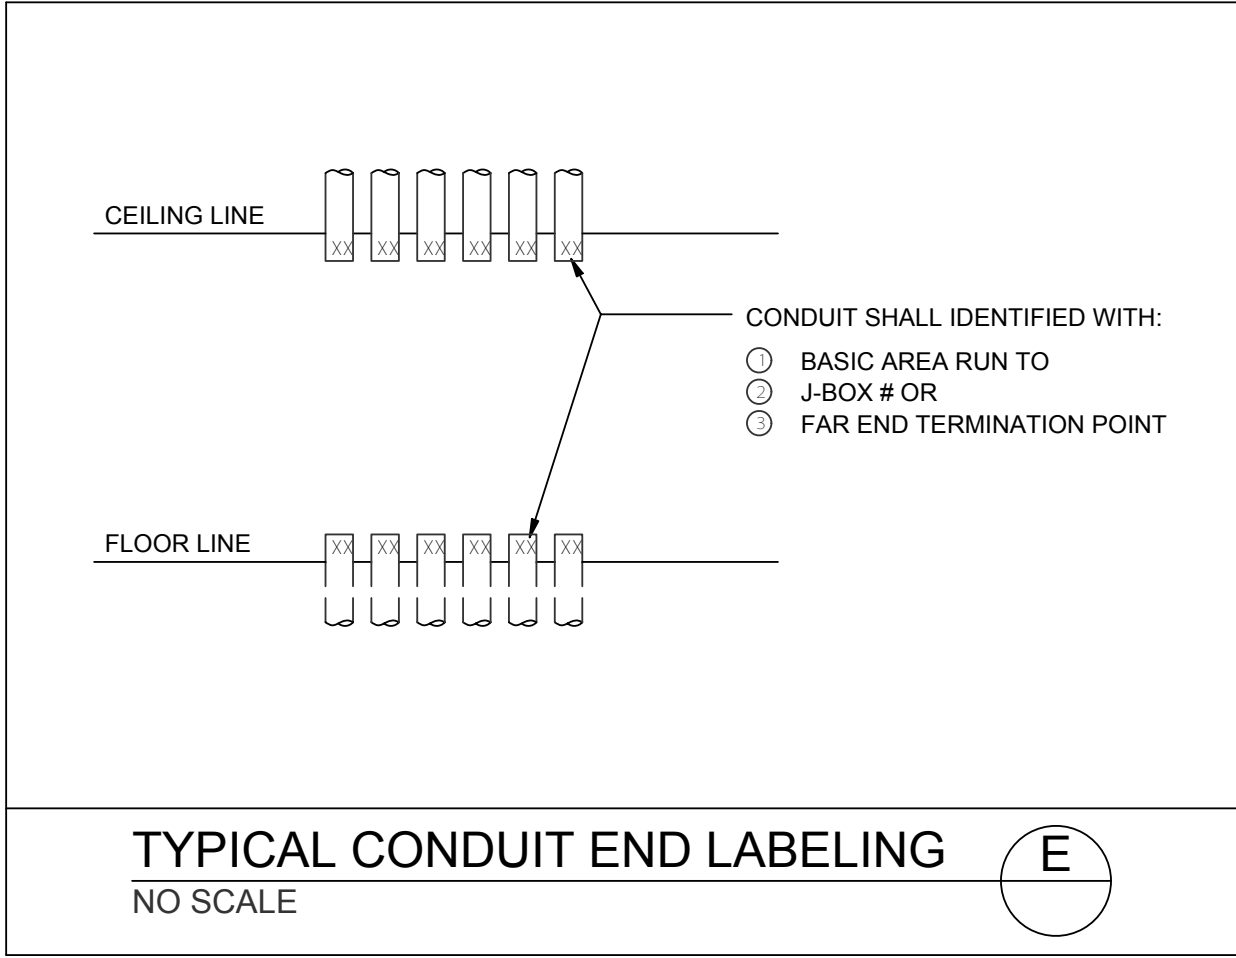 CEILING LINE
XX XX XX XX XX XX
CONDUIT SHALL IDENTIFIED WITH:
1 BASIC AREA RUN TO
2 J-BOX # OR
3 FAR END TERMINATION POINT
FLOOR LINE
XX XX XX XX XX XX
TYPICAL CONDUIT END LABELING
E
NO SCALE